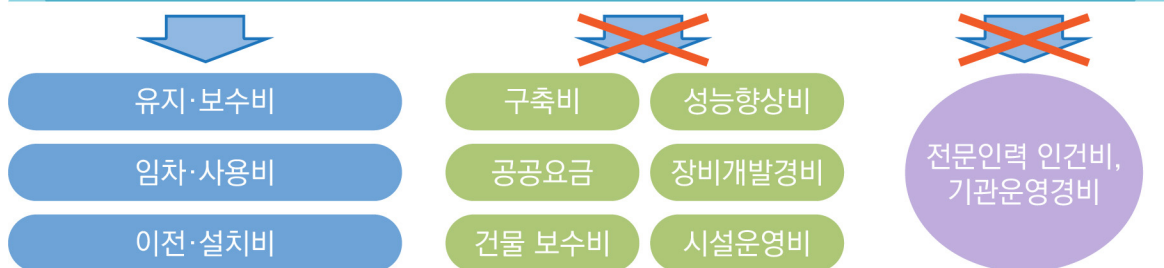 유지·보수비
임차·사용비
이전·설치비
구축비
성능향상비
공공요금
장비개발경비
건물 보수비
시설운영비
전문인력 인건비,
기관운영경비